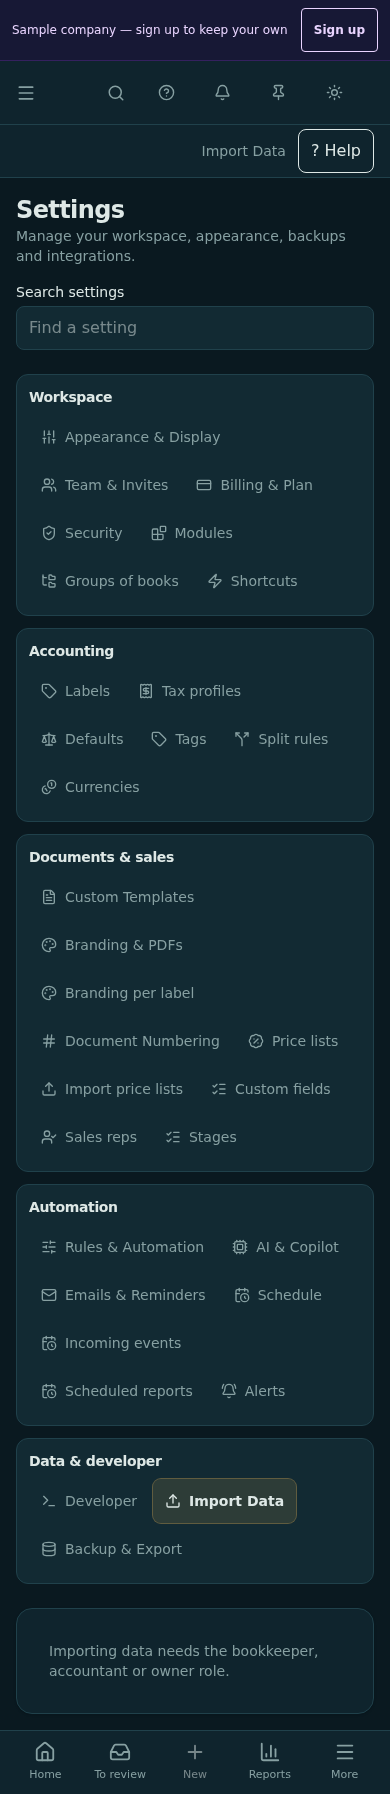 Sample company — sign up to keep your own Sign up
Import Data ? Help
Settings
Manage your workspace, appearance, backups
and integrations.
Search settings
Find a setting
Workspace
Appearance & Display
Team & Invites Billing & Plan
Security Modules
Groups of books Shortcuts
Accounting
Labels Tax profiles
Defaults Tags Split rules
Currencies
Documents & sales
Custom Templates
Branding & PDFs
Branding per label
Document Numbering Price lists
Import price lists Custom fields
Sales reps Stages
Automation
Rules & Automation AI & Copilot
Emails & Reminders Schedule
Incoming events
Scheduled reports Alerts
Data & developer
Developer Import Data
Backup & Export
Importing data needs the bookkeeper,
accountant or owner role.
Home To review New Reports More